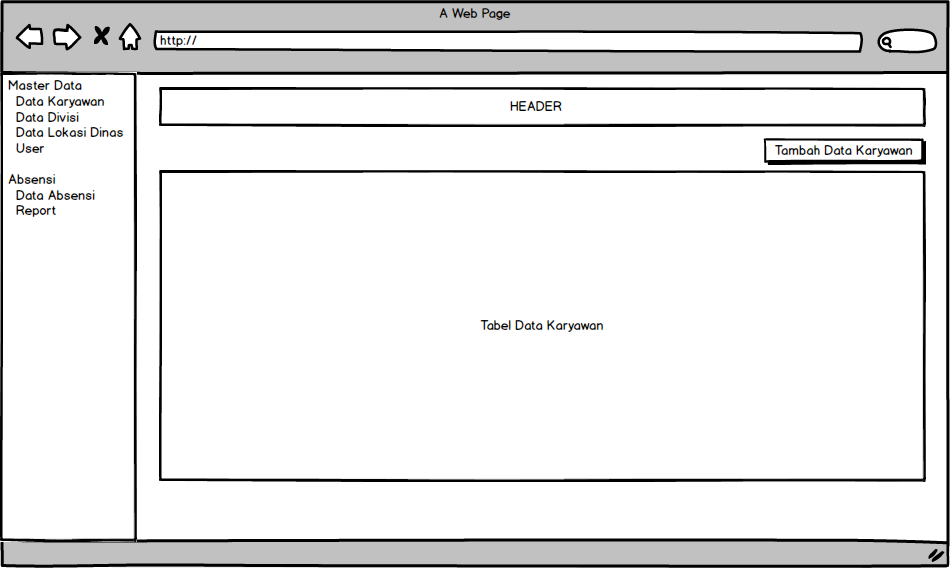 A Web Page
http://
Master Data
Data Karyawan
Data Divisi
Data Lokasi Dinas
User
Absensi
Data Absensi
Report
HEADER
Tambah Data Karyawan
Tabel Data Karyawan